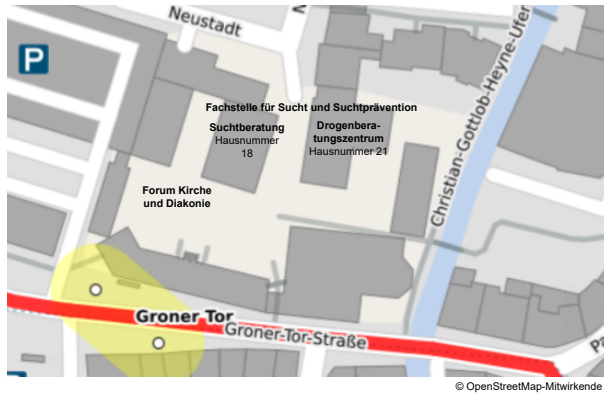 Neustadt
N
P
Fachstelle für Sucht und Suchtprävention
Suchtberatung
Hausnummer
18
Drogenbera-
tungszentrum
Hausnummer 21
Christian-Gottlob-Heyne-Ufer
Forum Kirche
und Diakonie
Groner Tor
Groner-Tor-Straße
Pa
© OpenStreetMap-Mitwirkende